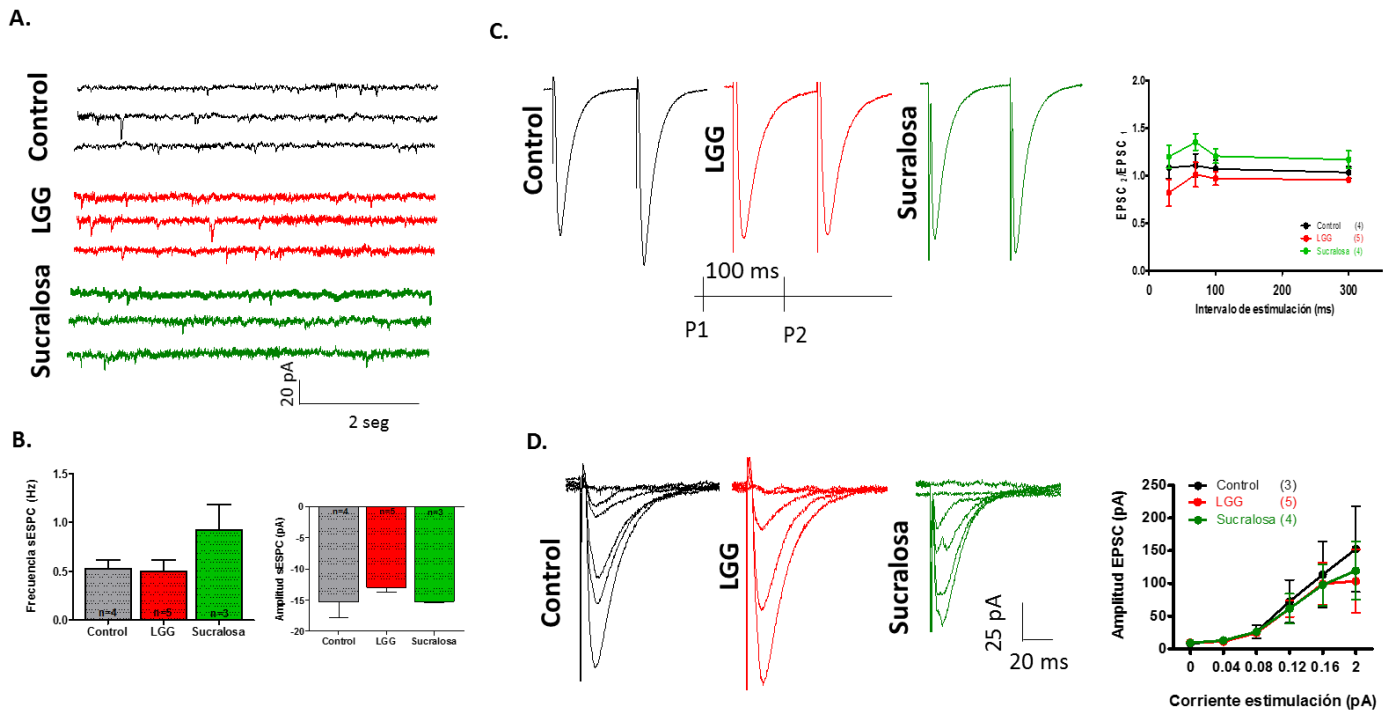 A.
Control
LGG
Sucralosa
20 pA
2 seg
B.
Frecuencia sESPC (Hz)
1.5
1.0
0.5
0.0
n=4
n=5
n=3
Control
LGG
Sucralosa
Amplitud sESPC (pA)
0
-5
-10
-15
-20
n=4
n=5
n=3
Control
LGG
Sucralosa
C.
Control
LGG
Sucralosa
100 ms
P1
P2
EPSC2/EPSC1
2.0
1.5
1.0
0.5
0.0
Control (4)
LGG (5)
Sucralosa (4)
0
100
200
300
Intervalo de estimulación (ms)
D.
Control
LGG
Sucralosa
25 pA
20 ms
Amplitud EPSC (pA)
250
200
150
100
50
0
Control (3)
LGG (5)
Sucralosa (4)
0
0.04
0.08
0.12
0.16
2
Corriente estimulación (pA)